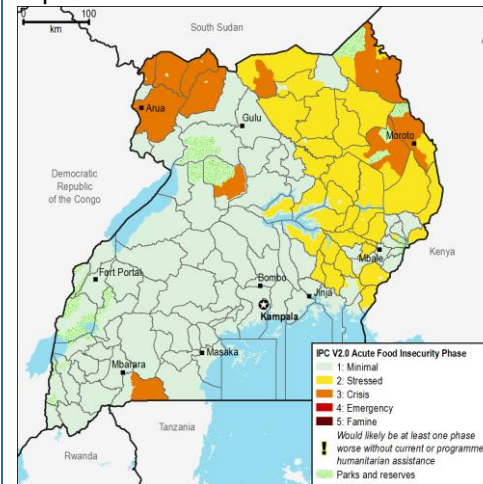 0 100
km
South Sudan
Arua
Gulu
Moroto
Democratic
Republic
of the Congo
Mbale
Kenya
Fort Portal
Bombo
Jinja
Kampala
Mbarara
Masaka
Tanzania
Rwanda
IPC V2.0 Acute Food Insecurity Phase
1: Minimal
2: Stressed
3: Crisis
4: Emergency
5: Famine
Would likely be at least one phase
! worse without current or programme
humanitarian assistance
Parks and reserves